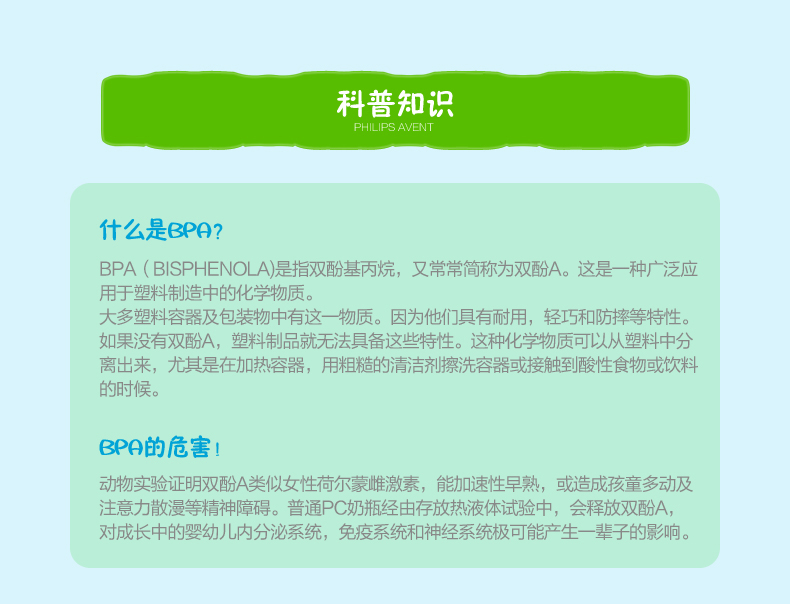 科普知识
PHILIPS AVENT
什么是BPA?
BPA ( BISPHENOLA)是指双酚基丙烷，又常常简称为双酚A。这是一种广泛应
用于塑料制造中的化学物质。
大多塑料容器及包装物中有这一物质。因为他们具有耐用，轻巧和防摔等特性。
如果没有双酚A，塑料制品就无法具备这些特性。这种化学物质可以从塑料中分
离出来，尤其是在加热容器，用粗糙的清洁剂擦洗容器或接触到酸性食物或饮料
的时候。
BPA的危害!
动物实验证明双酚A类似女性荷尔蒙雌激素，能加速性早熟，或造成孩童多动及
注意力散漫等精神障碍。普通PC奶瓶经由存放热液体试验中，会释放双酚A，
对成长中的婴幼儿内分泌系统，免疫系统和神经系统极可能产生一辈子的影响。